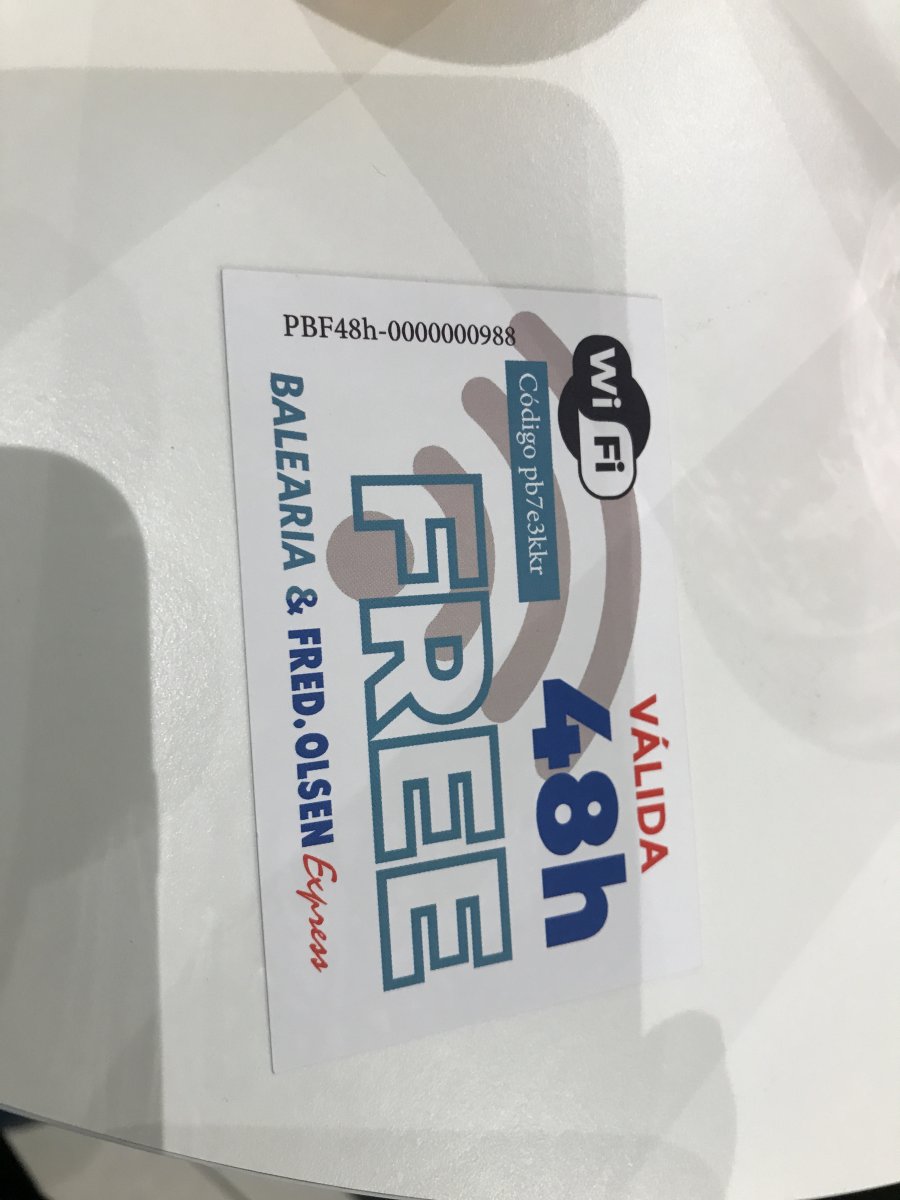 Wi Fi
VÁLIDA
48h
Código pb7e3kkr
FREE
PBF48h-0000000988
BALEARIA & FRED.OLSEN Express